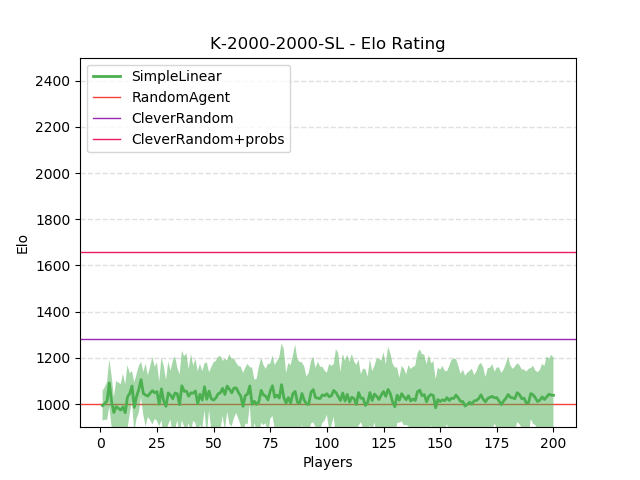 K-2000-2000-SL - Elo Rating
SimpleLinear
RandomAgent
CleverRandom
CleverRandom+probs
2400
2200
2000
1800
1600
1400
1200
1000
Elo
0 25 50 75 100 125 150 175 200
Players